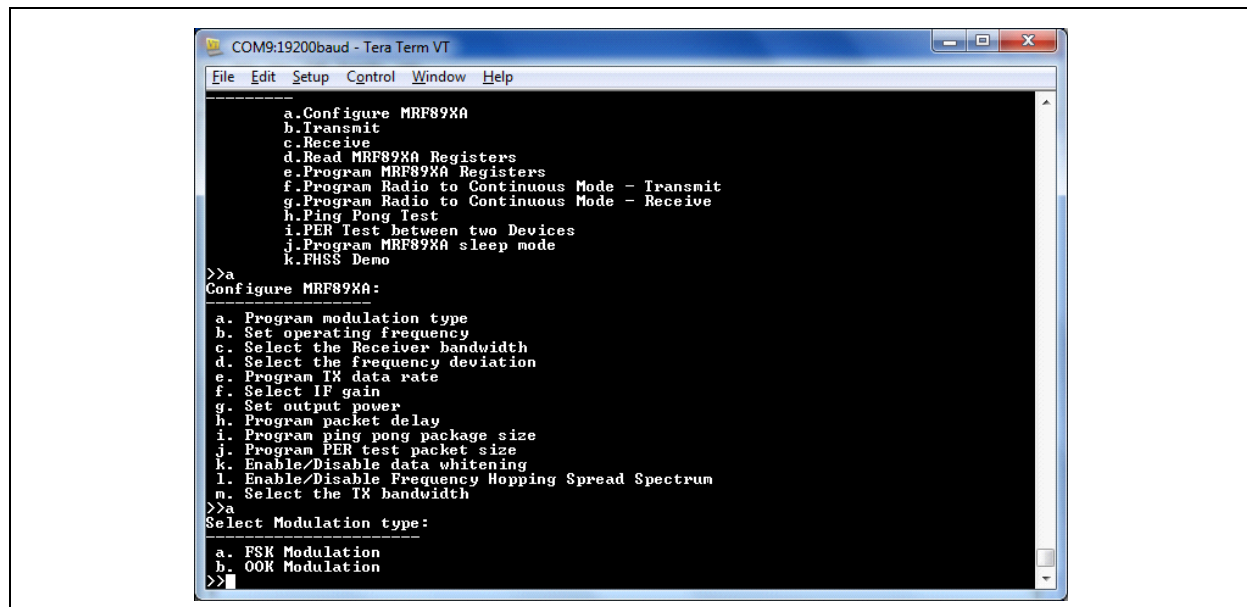 COM9:19200baud - Tera Term VT
File Edit Setup Control Window Help
---------
a.Configure MRF89XA
b.Transmit
c.Receive
d.Read MRF89XA Registers
e.Program MRF89XA Registers
f.Program Radio to Continuous Mode - Transmit
g.Program Radio to Continuous Mode - Receive
h.Ping Pong Test
i.PER Test between two Devices
j.Program MRF89XA sleep mode
k.FHSS Demo
>>a
Configure MRF89XA:
-----------------
a. Program modulation type
b. Set operating frequency
c. Select the Receiver bandwidth
d. Select the frequency deviation
e. Program TX data rate
f. Select IF gain
g. Set output power
h. Program packet delay
i. Program ping pong package size
j. Program PER test packet size
k. Enable/Disable data whitening
l. Enable/Disable Frequency Hopping Spread Spectrum
m. Select the TX bandwidth
>>a
Select Modulation type:
----------------------
a. FSK Modulation
b. OOK Modulation
>>